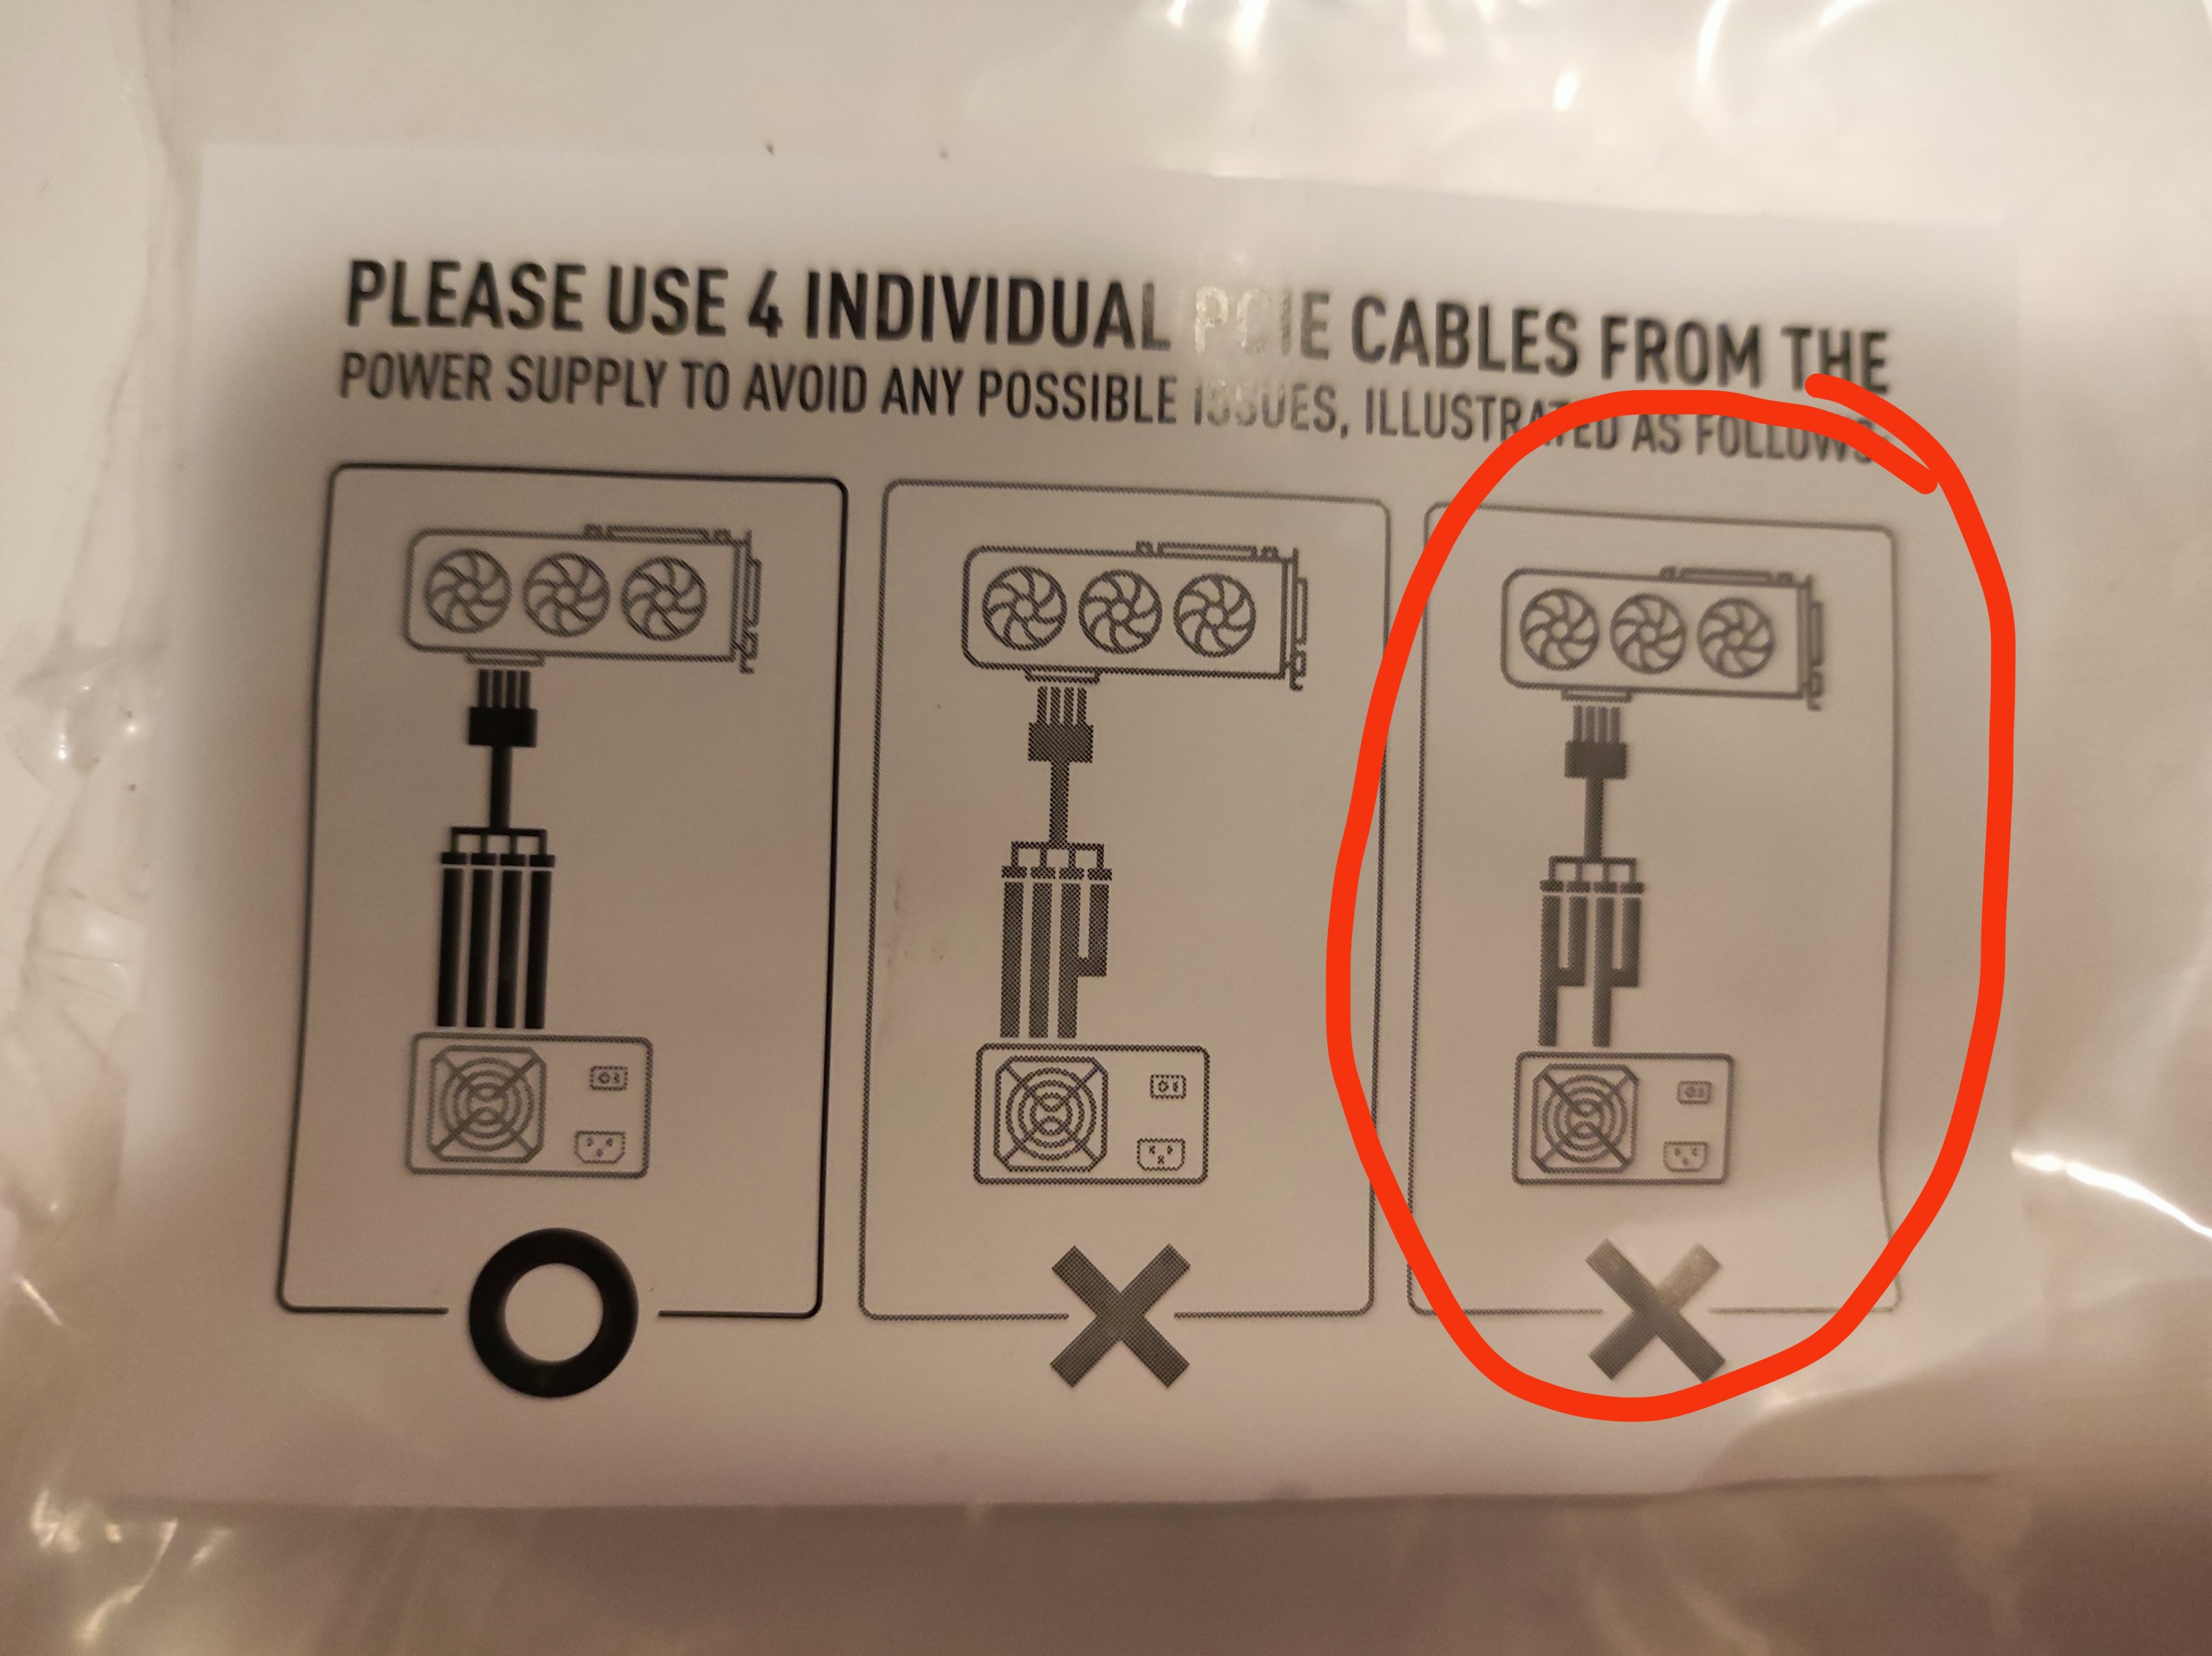 PLEASE USE 4 INDIVIDUAL PCIE CABLES FROM THE
POWER SUPPLY TO AVOID ANY POSSIBLE ISSUES, ILLUSTRATED AS FOLLOWS: